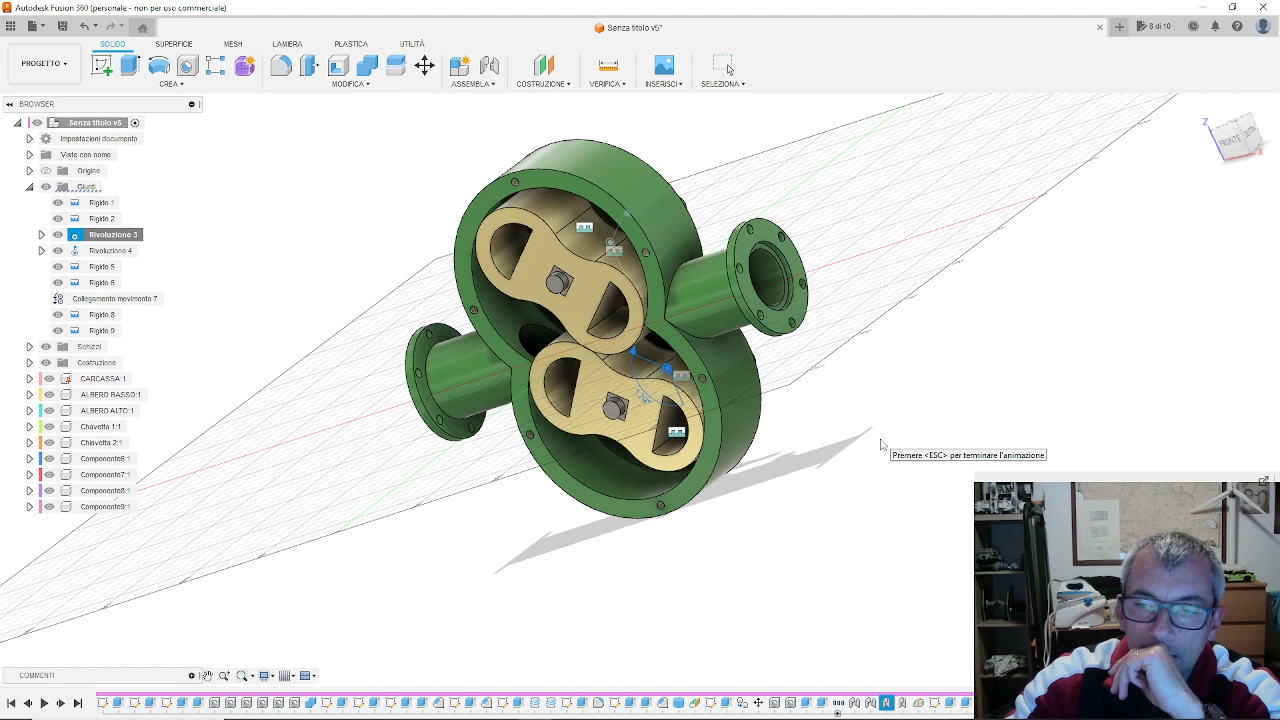 Autodesk Fusion 360 (personale - non per uso commerciale)
Senza titolo v5*
8 di 10
PROGETTO
SOLIDO
SUPERFICIE
MESH
LAMIERA
PLASTICA
UTILITÀ
CREA
MODIFICA
ASSEMBLA
COSTRUZIONE
VERIFICA
INSERISCI
SELEZIONA
BROWSER
Senza titolo v5
Impostazioni documento
Viste con nome
Origine
Giunti
Rigido 1
Rigido 2
Rivoluzione 3
Rivoluzione 4
Rigido 5
Rigido 6
Collegamento movimento 7
Rigido 8
Rigido 9
Schizzi
Costruzione
CARCASSA:1
ALBERO BASSO:1
ALBERO ALTO:1
Chavetta 1:1
Chiavetta 2:1
Componente6:1
Componente7:1
Componente8:1
Componente9:1
Z
FRONTE
X
Premere <ESC> per terminare l'animazione
COMMENTI